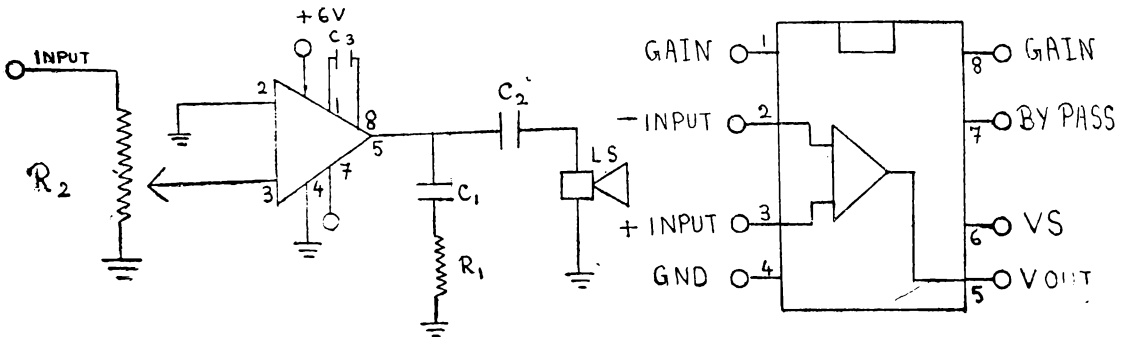 +6V
C3
INPUT
2
1
8
5
3
4
7
R2
C2
LS
C1
R1
GAIN 1
8 GAIN
-INPUT 2
7 BY PASS
+ INPUT 3
6 VS
GND 4
5 VOUT